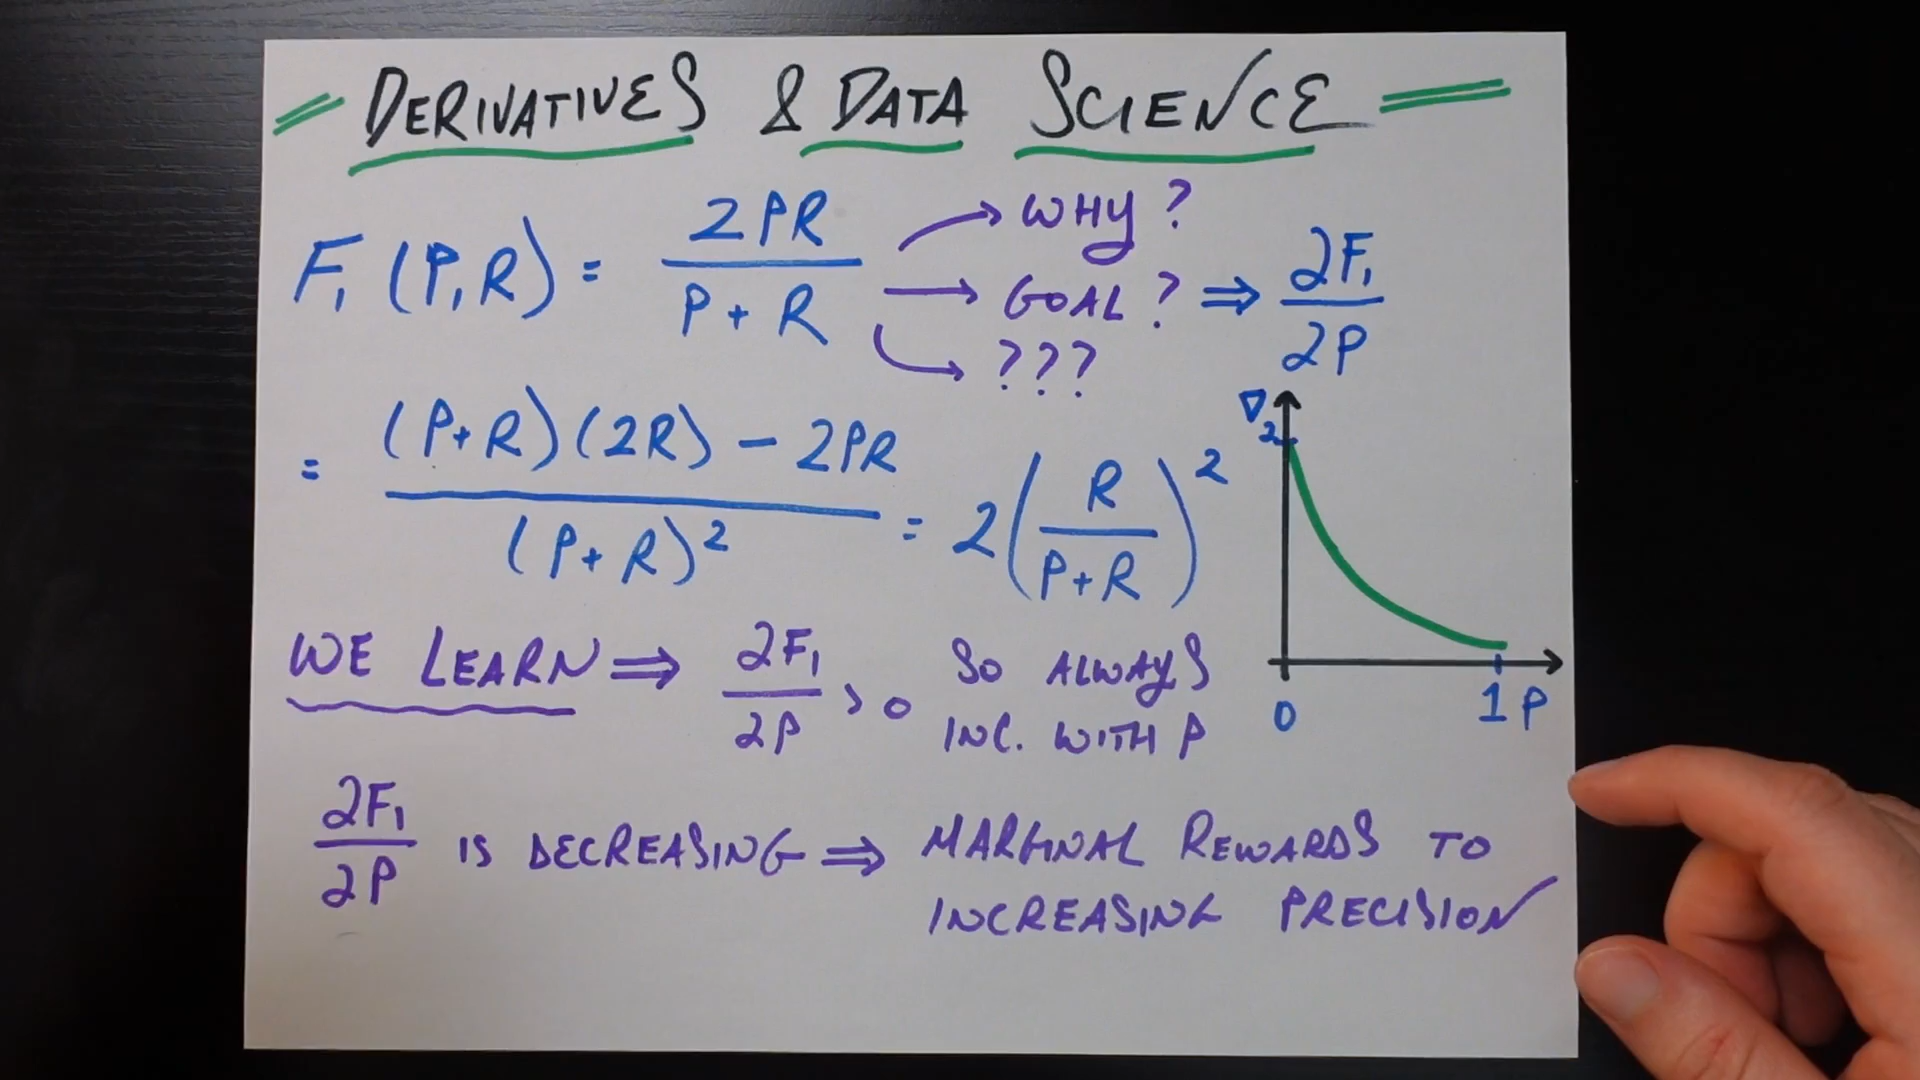 DERIVATIVES & DATA SCIENCE
F₁ (P,R) = 2PR / P + R
→ WHY ?
→ GOAL ? ⇒ ∂F₁ / ∂P
→ ???
= (P+R)(2R) - 2PR / (P+R)² = 2(R / P+R)²
∇
2
0
1 P
WE LEARN ⇒ ∂F₁ / ∂P > 0 SO ALWAYS
INC. WITH P
∂F₁ / ∂P IS DECREASING ⇒ MARGINAL REWARDS TO
INCREASING PRECISION